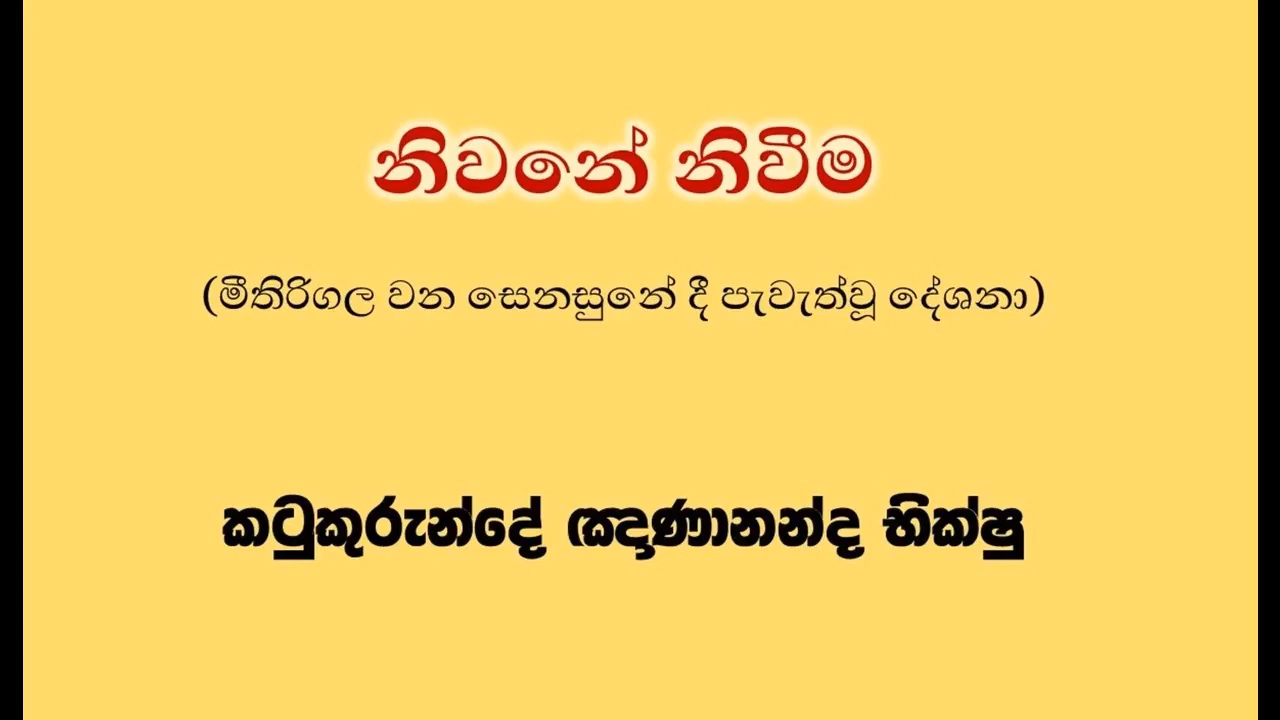 නිවනේ නිවීම
(මීතිරිගල වන සෙනසුනේ දී පැවැත්වූ දේශනා)
කටුකුරුන්දේ ඤාණානන්ද භික්ෂු